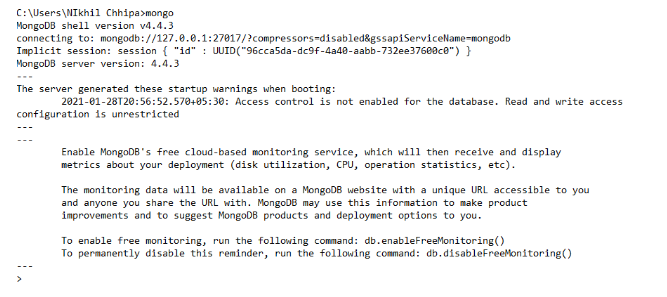 C:\Users\NIkhil Chhipa>mongo
MongoDB shell version v4.4.3
connecting to: mongodb://127.0.0.1:27017/?compressors=disabled&gssapiServiceName=mongodb
Implicit session: session { "id" : UUID("96cca5da-dc9f-4a40-aabb-732ee37600c0") }
MongoDB server version: 4.4.3
---
The server generated these startup warnings when booting:
2021-01-28T20:56:52.570+05:30: Access control is not enabled for the database. Read and write access
configuration is unrestricted
---
---
Enable MongoDB's free cloud-based monitoring service, which will then receive and display
metrics about your deployment (disk utilization, CPU, operation statistics, etc).
The monitoring data will be available on a MongoDB website with a unique URL accessible to you
and anyone you share the URL with. MongoDB may use this information to make product
improvements and to suggest MongoDB products and deployment options to you.
To enable free monitoring, run the following command: db.enableFreeMonitoring()
To permanently disable this reminder, run the following command: db.disableFreeMonitoring()
---
>